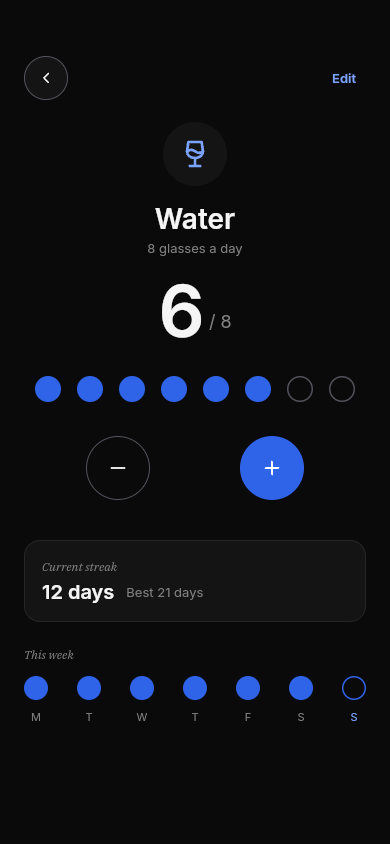 Edit
Water
8 glasses a day
6 / 8
Current streak
12 days Best 21 days
This week
M T W T F S S